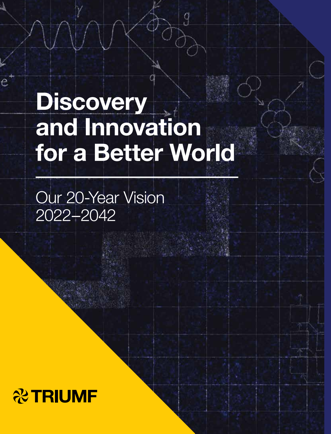 g
e
q
Discovery
and Innovation
for a Better World
Our 20-Year Vision
2022–2042
TRIUMF